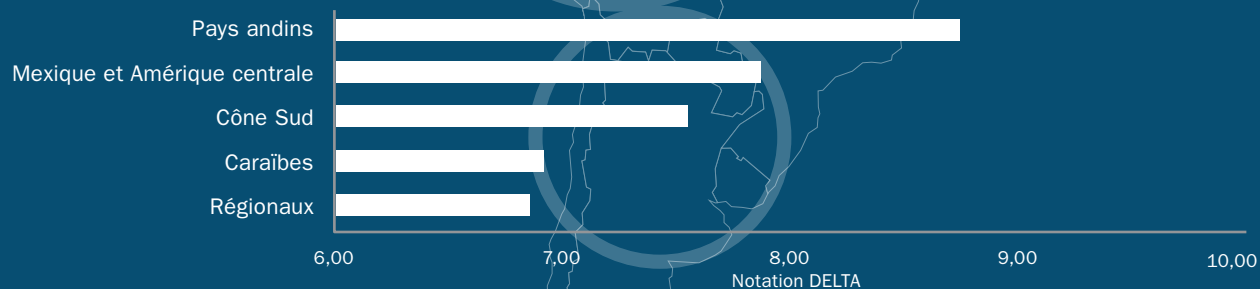 Pays andins
Mexique et Amérique centrale
Cône Sud
Caraïbes
Régionaux
6,00 7,00 8,00 9,00 10,00
Notation DELTA